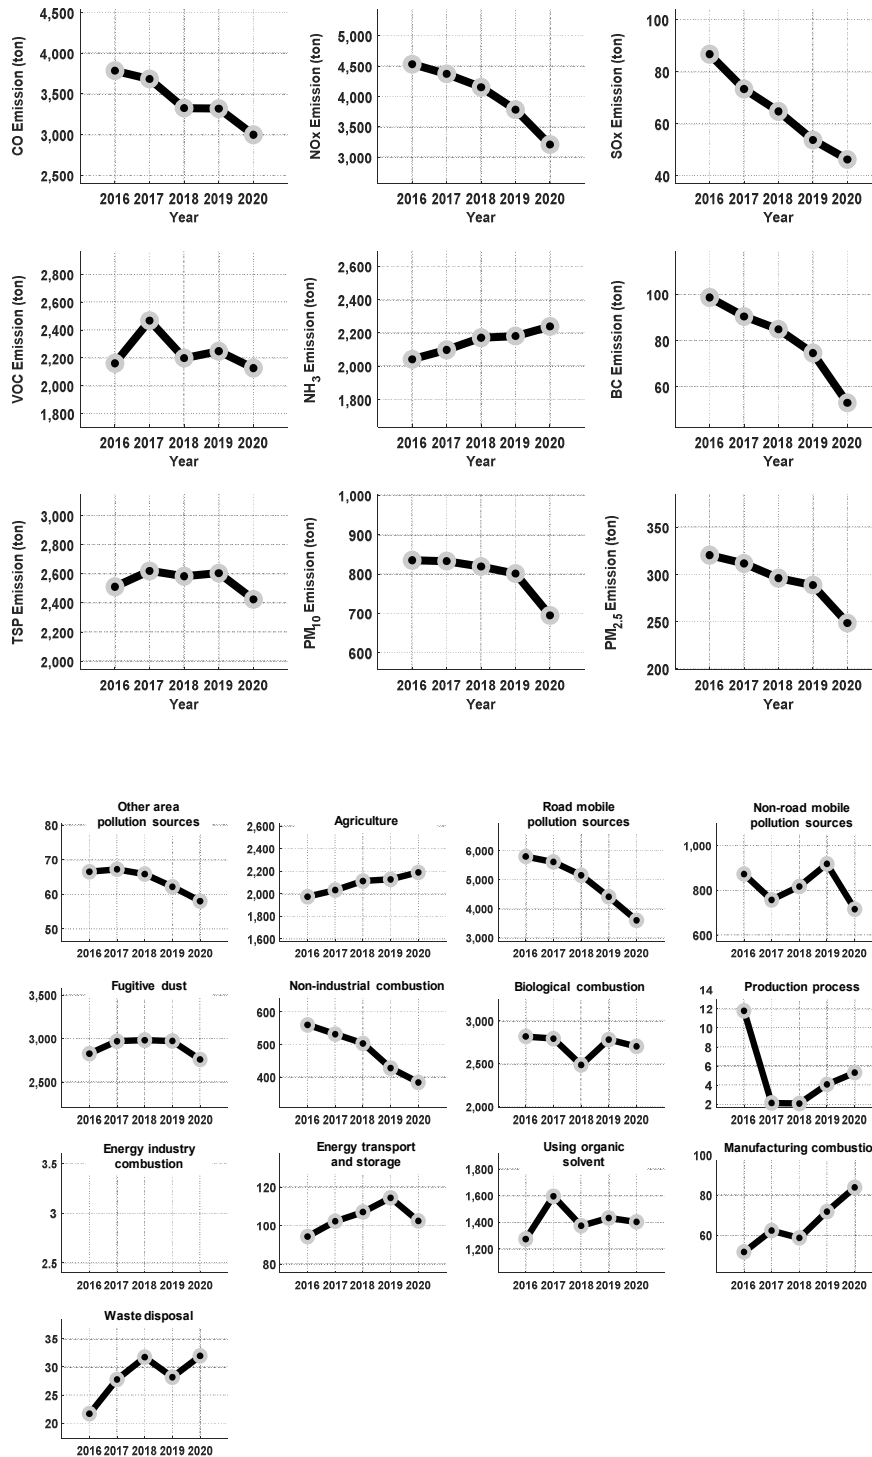 CO Emission (ton)
4,500
4,000
3,500
3,000
2,500
2016 2017 2018 2019 2020
Year
NOx Emission (ton)
5,000
4,500
4,000
3,500
3,000
2016 2017 2018 2019 2020
Year
SOx Emission (ton)
100
80
60
40
2016 2017 2018 2019 2020
Year
VOC Emission (ton)
2,800
2,600
2,400
2,200
2,000
1,800
2016 2017 2018 2019 2020
Year
NH3 Emission (ton)
2,600
2,400
2,200
2,000
1,800
2016 2017 2018 2019 2020
Year
BC Emission (ton)
100
80
60
2016 2017 2018 2019 2020
Year
TSP Emission (ton)
3,000
2,800
2,600
2,400
2,200
2,000
2016 2017 2018 2019 2020
Year
PM10 Emission (ton)
1,000
900
800
700
600
2016 2017 2018 2019 2020
Year
PM2.5 Emission (ton)
350
300
250
200
2016 2017 2018 2019 2020
Year
Other area
pollution sources
80
70
60
50
2016 2017 2018 2019 2020
Agriculture
2,600
2,400
2,200
2,000
1,800
1,600
2016 2017 2018 2019 2020
Road mobile
pollution sources
6,000
5,000
4,000
3,000
2016 2017 2018 2019 2020
Non-road mobile
pollution sources
1,000
800
600
2016 2017 2018 2019 2020
Fugitive dust
3,500
3,000
2,500
2016 2017 2018 2019 2020
Non-industrial combustion
600
500
400
2016 2017 2018 2019 2020
Biological combustion
3,000
2,500
2,000
2016 2017 2018 2019 2020
Production process
14
12
10
8
6
4
2
2016 2017 2018 2019 2020
Energy industry
combustion
3.5
3
2.5
2016 2017 2018 2019 2020
Energy transport
and storage
120
100
80
2016 2017 2018 2019 2020
Using organic
solvent
1,800
1,600
1,400
1,200
2016 2017 2018 2019 2020
Manufacturing combustio
100
80
60
2016 2017 2018 2019 2020
Waste disposal
35
30
25
20
2016 2017 2018 2019 2020